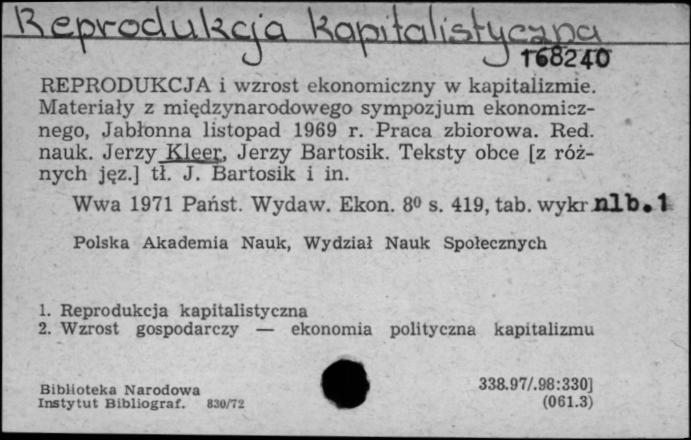 Reprodukcja kapitalistyczna
168240
REPRODUKCJA i wzrost ekonomiczny w kapitalizmie.
Materiały z międzynarodowego sympozjum ekonomicz-
nego, Jabłonna listopad 1969 r. Praca zbiorowa. Red.
nauk. Jerzy Kleer, Jerzy Bartosik. Teksty obce [z róż-
nych jęz.] tł. J. Bartosik i in.
Wwa 1971 Państ. Wydaw. Ekon. 8⁰ s. 419, tab. wykr nlb.1
Polska Akademia Nauk, Wydział Nauk Społecznych
1. Reprodukcja kapitalistyczna
2. Wzrost gospodarczy — ekonomia polityczna kapitalizmu
Biblioteka Narodowa
Instytut Bibliograf. 830/72
338.97/.98:330]
(061.3)